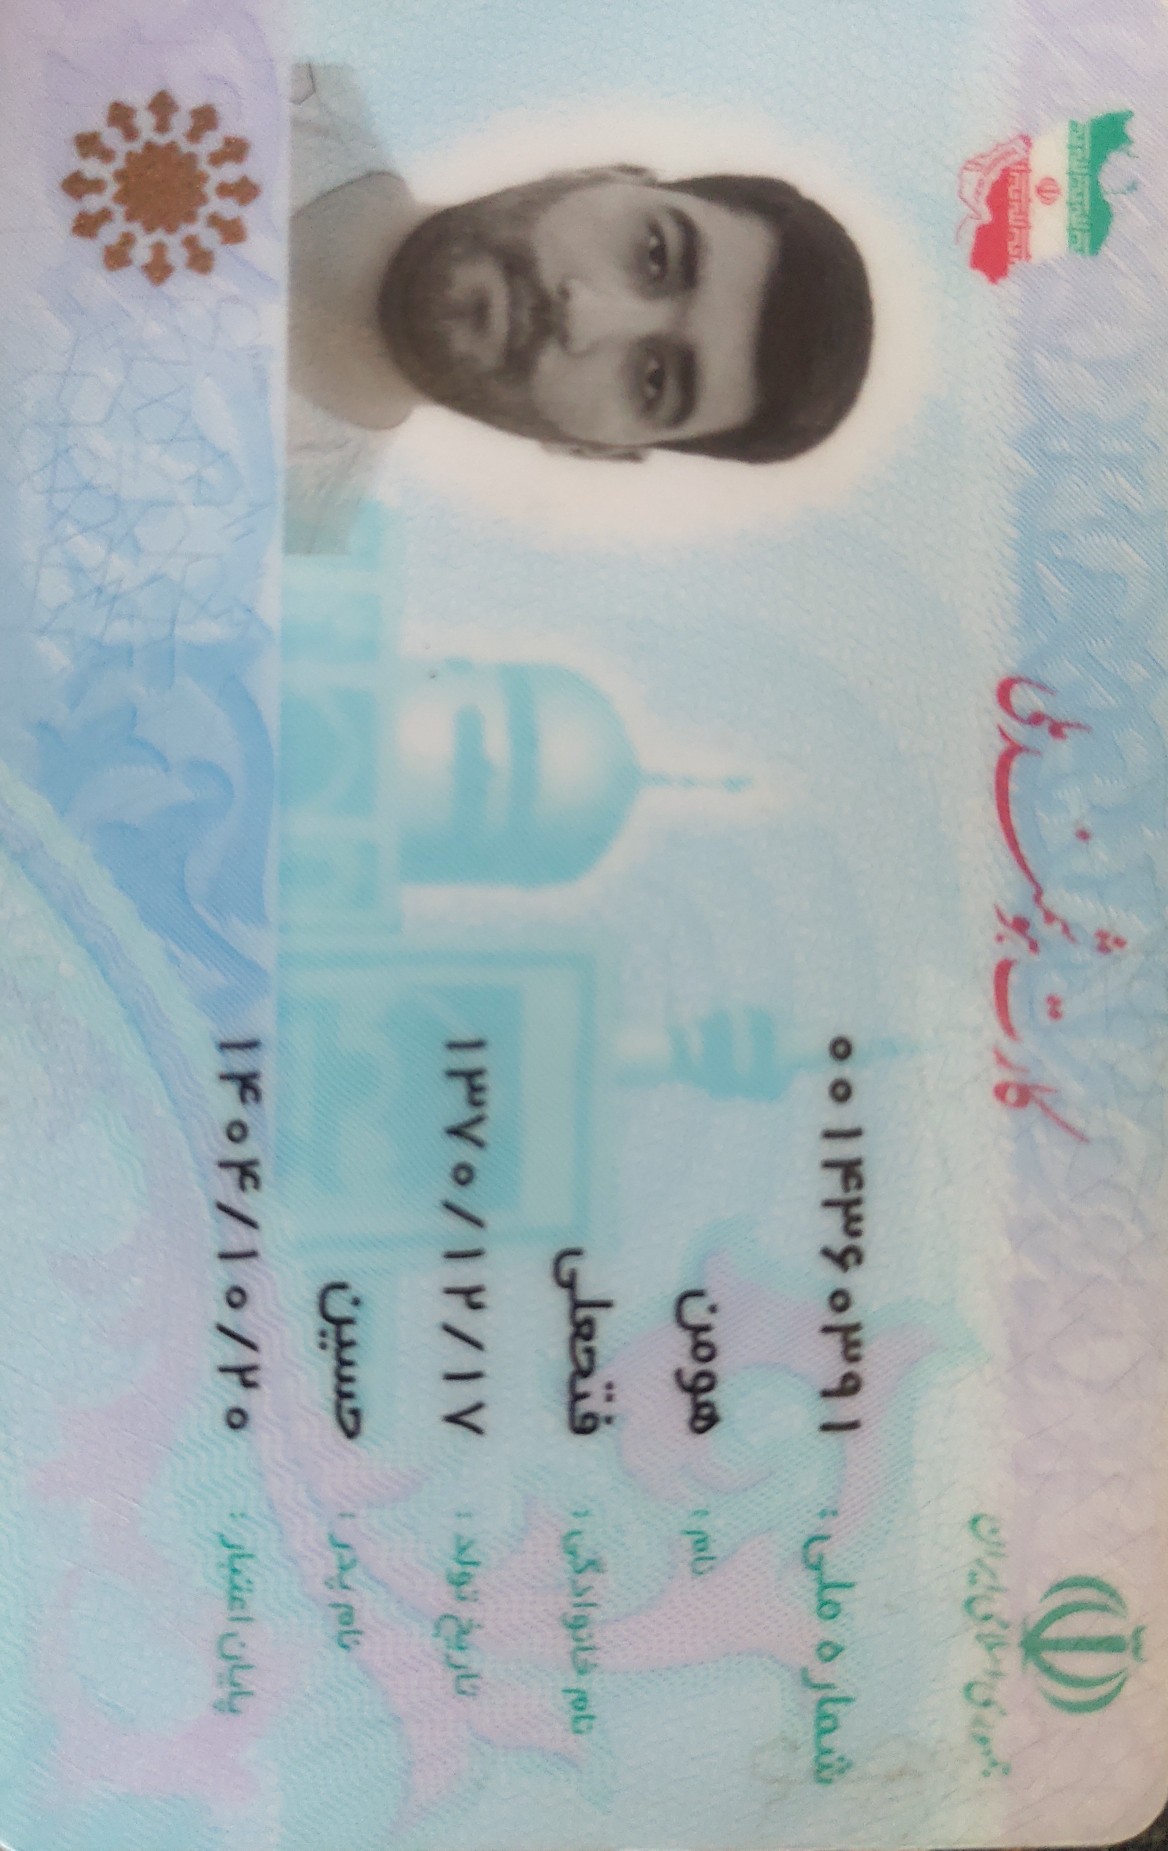 جمهوری اسلامی ایران
کارت هوشمند ملی
شماره ملی : ۰۰۱۴۳۶۰۳۹۱
نام : هومن
نام خانوادگی : فتحعلی
تاریخ تولد : ۱۳۷۰/۱۲/۱۷
نام پدر : حسین
پایان اعتبار : ۱۴۰۴/۱۰/۲۰